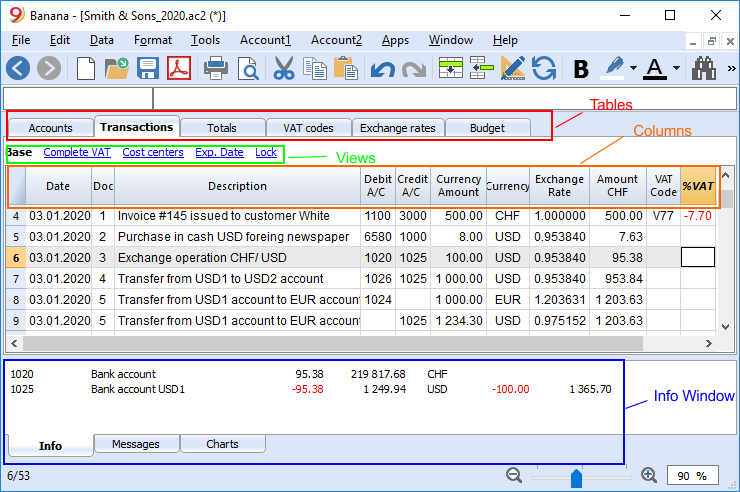 Banana - [Smith & Sons_2020.ac2 (*)]
File Edit Data Format Tools Account1 Account2 Apps Window Help
B A
Tables
Accounts Transactions Totals VAT codes Exchange rates Budget
Columns
Base Complete VAT Cost centers Exp. Date Lock
Views
Date Doc Description Debit A/C Credit A/C Currency Amount Currency Exchange Rate Amount CHF VAT Code %VAT
4 03.01.2020 1 Invoice #145 issued to customer White 1100 3000 500.00 CHF 1.000000 500.00 V77 -7.70
5 03.01.2020 2 Purchase in cash USD foreing newspaper 6580 1000 8.00 USD 0.953840 7.63
6 03.01.2020 3 Exchange operation CHF/ USD 1020 1025 100.00 USD 0.953840 95.38
7 03.01.2020 4 Transfer from USD1 to USD2 account 1026 1025 1 000.00 USD 0.953840 953.84
8 03.01.2020 5 Transfer from USD1 account to EUR account 1024 1 000.00 EUR 1.203631 1 203.63
9 03.01.2020 5 Transfer from USD1 account to EUR account 1025 1 234.30 USD 0.975152 1 203.63
1020 Bank account 95.38 219 817.68 CHF
1025 Bank account USD1 -95.38 1 249.94 USD -100.00 1 365.70
Info Window
Info Messages Charts
6/53 90 %